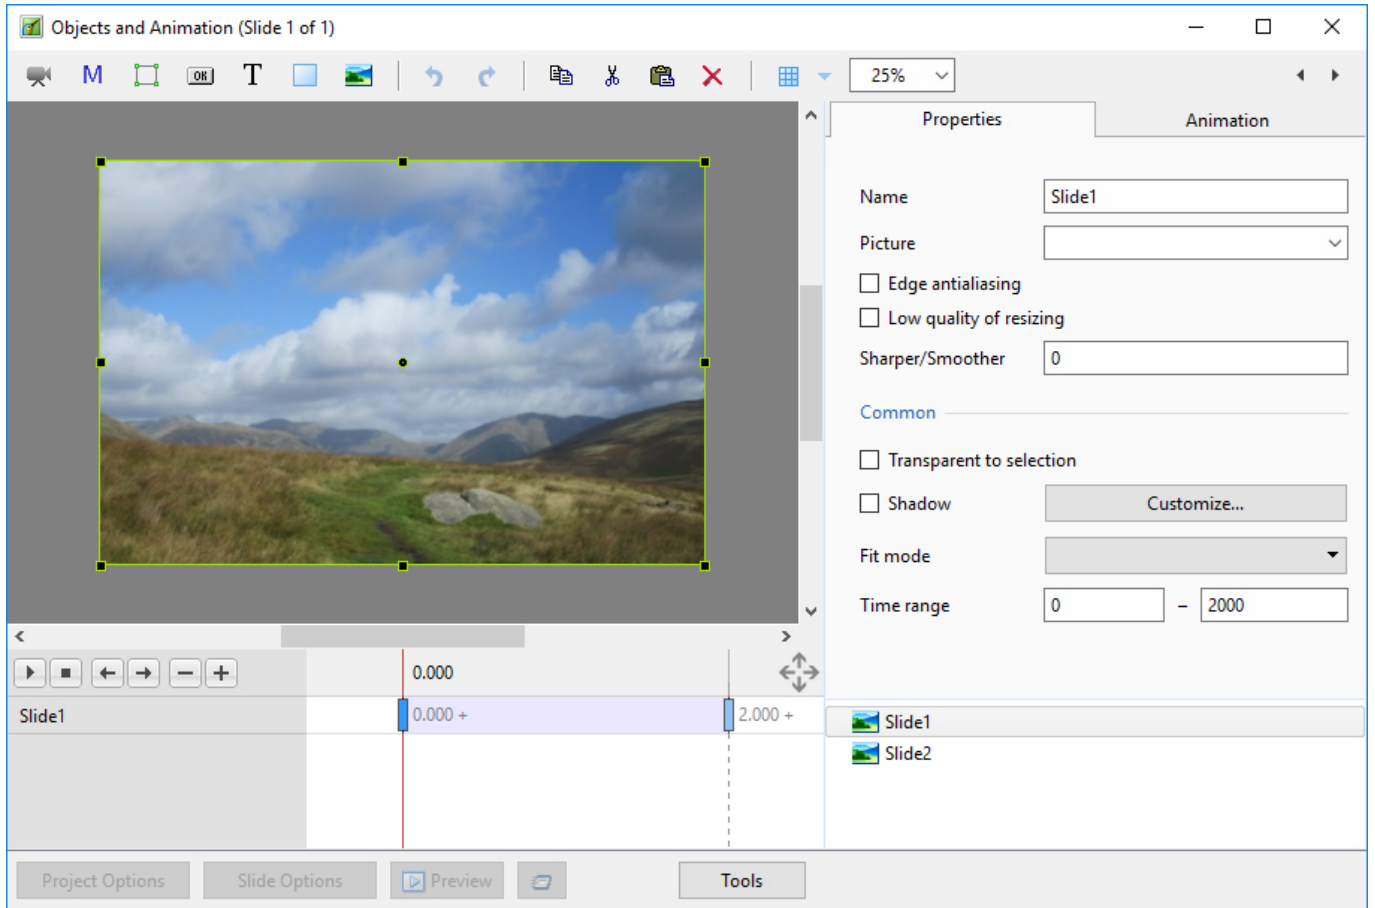 Objects and Animation (Slide 1 of 1)
M OK T 25%
Properties Animation
Name Slide1
Picture
Edge antialiasing
Low quality of resizing
Sharper/Smoother 0
Common
Transparent to selection
Shadow Customize...
Fit mode
Time range 0 – 2000
0.000
Slide1 0.000 + 2.000 +
Slide1
Slide2
Project Options Slide Options Preview Tools